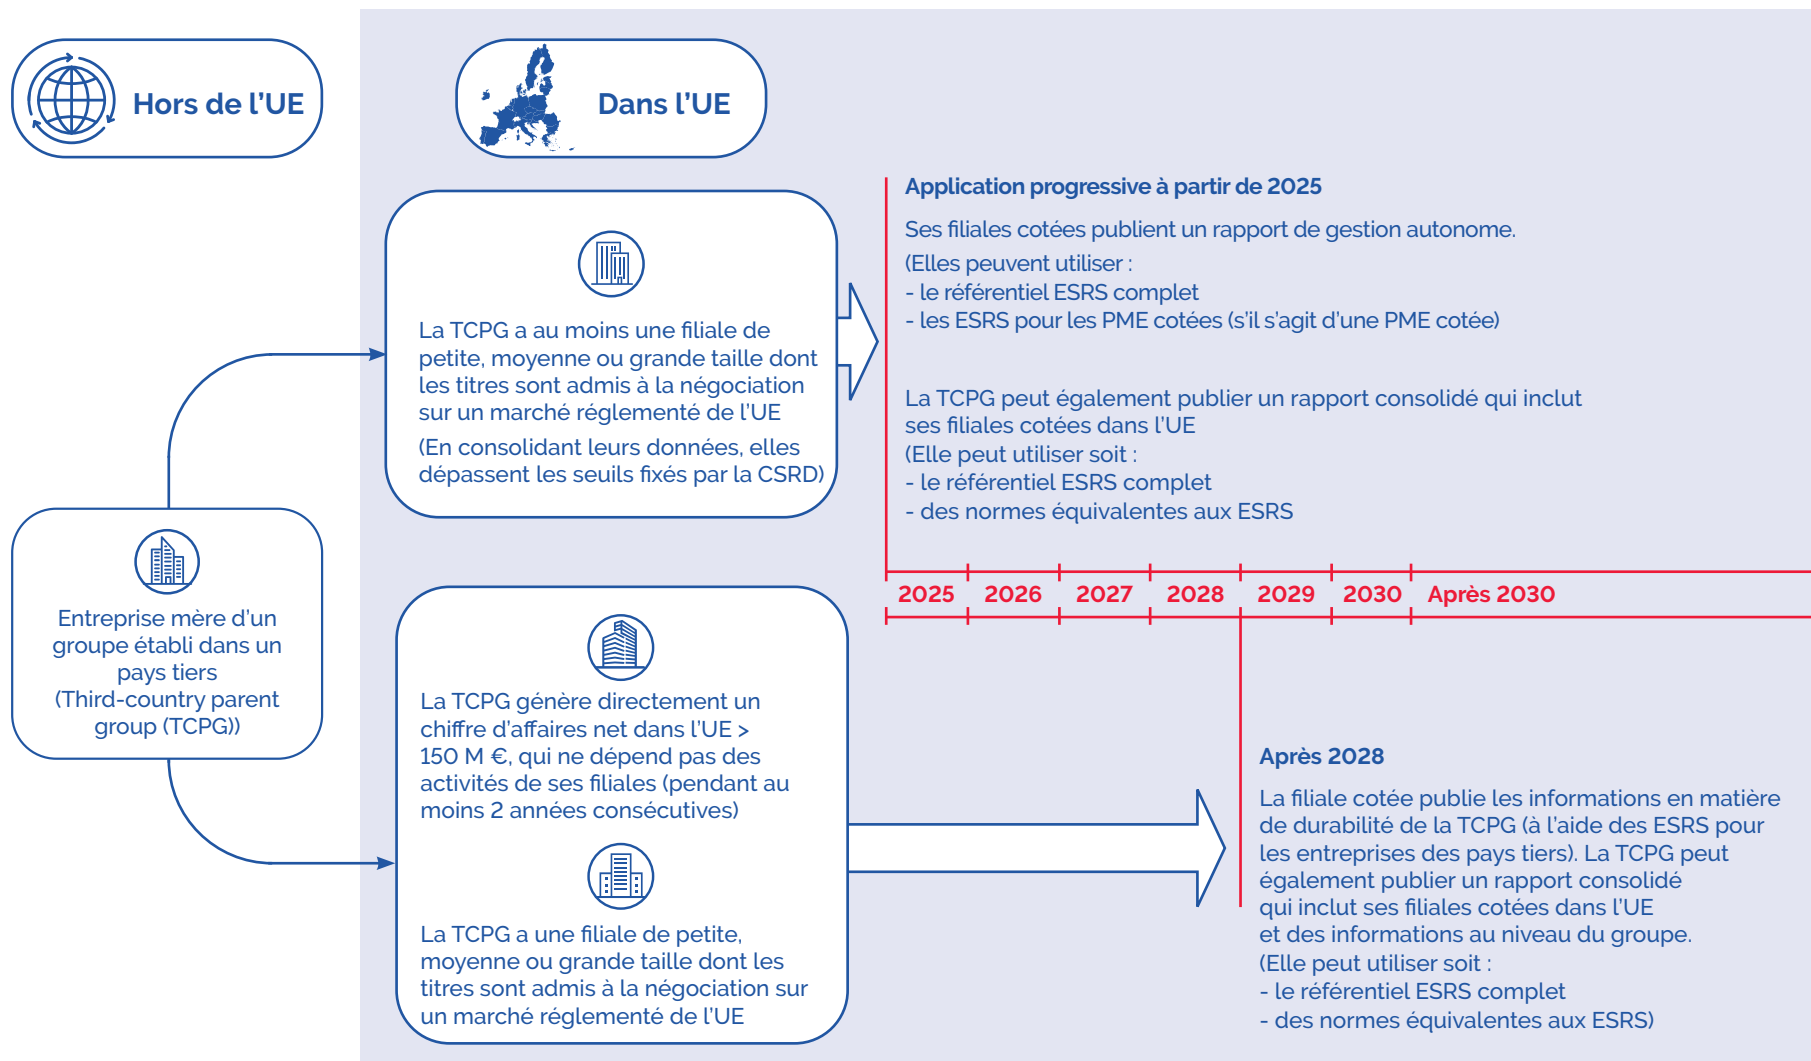 Hors de l'UE
Dans l'UE
Entreprise mère d'un
groupe établi dans un
pays tiers
(Third-country parent
group (TCPG))
La TCPG a au moins une filiale de
petite, moyenne ou grande taille dont
les titres sont admis à la négociation
sur un marché réglementé de l'UE
(En consolidant leurs données, elles
dépassent les seuils fixés par la CSRD)
Application progressive à partir de 2025
Ses filiales cotées publient un rapport de gestion autonome.
(Elles peuvent utiliser :
- le référentiel ESRS complet
- les ESRS pour les PME cotées (s'il s'agit d'une PME cotée)
La TCPG peut également publier un rapport consolidé qui inclut
ses filiales cotées dans l'UE
(Elle peut utiliser soit :
- le référentiel ESRS complet
- des normes équivalentes aux ESRS
2025 2026 2027 2028 2029 2030 Après 2030
La TCPG génère directement un
chiffre d'affaires net dans l'UE >
150 M €, qui ne dépend pas des
activités de ses filiales (pendant au
moins 2 années consécutives)
La TCPG a une filiale de petite,
moyenne ou grande taille dont les
titres sont admis à la négociation sur
un marché réglementé de l'UE
Après 2028
La filiale cotée publie les informations en matière
de durabilité de la TCPG (à l'aide des ESRS pour
les entreprises des pays tiers). La TCPG peut
également publier un rapport consolidé
qui inclut ses filiales cotées dans l'UE
et des informations au niveau du groupe.
(Elle peut utiliser soit :
- le référentiel ESRS complet
- des normes équivalentes aux ESRS)